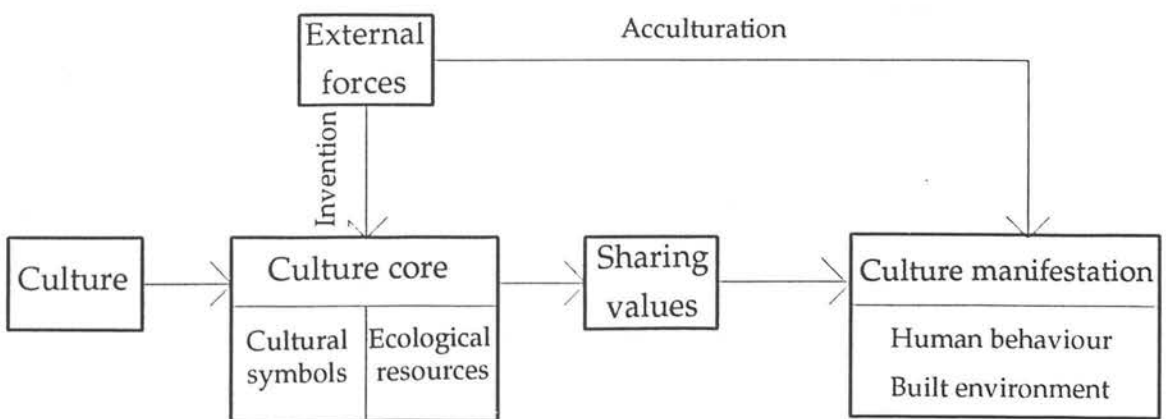 External
forces
Acculturation
Invention
Culture
Culture core
Cultural
symbols
Ecological
resources
Sharing
values
Culture manifestation
Human behaviour
Built environment